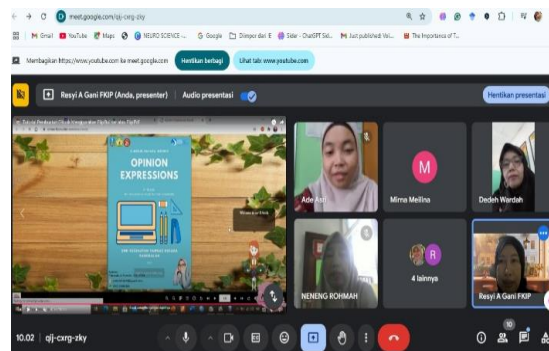 meet.google.com/qij-cxrg-zky
Gmail
YouTube
Maps
NEURO SCIENCE -...
Google
Diimpor dari E
Sider - ChatGPT Sid...
Just published: Vol...
The Importance of T...
Membagikan https://www.youtube.com ke meet.google.com
Hentikan berbagi
Lihat tab: www.youtube.com
Resyi A Gani FKIP (Anda, presenter)
Audio presentasi
Hentikan presentasi
OPINION
EXPRESSIONS
Ade Asri
M
Mirna Meilina
Dedeh Wardah
NENENG ROHMAH
R
4 lainnya
Resyi A Gani FKIP
10.02
qij-cxrg-zky
10